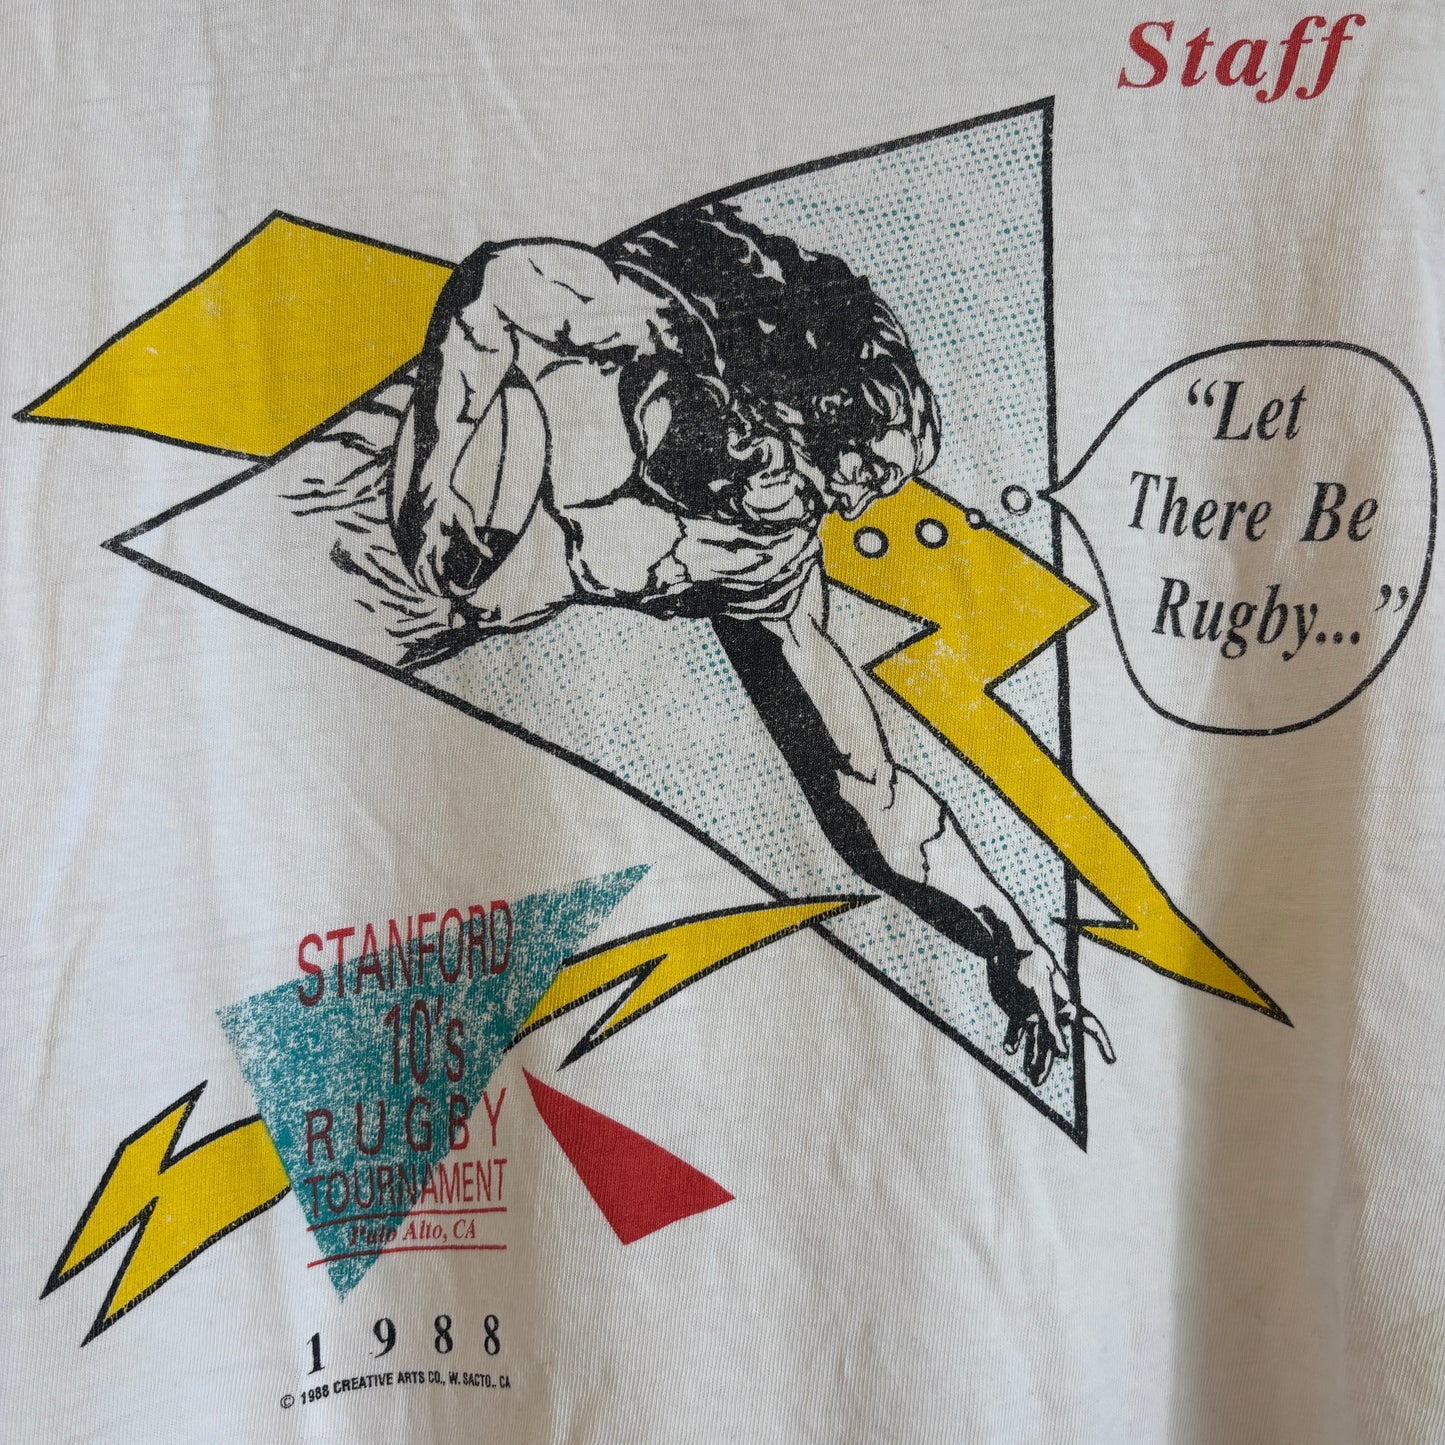 Staff
“Let
There Be
Rugby...”
STANFORD
10's
RUGBY
TOURNAMENT
Palo Alto, CA
1988
© 1988 CREATIVE ARTS CO., W. SACTO., CA